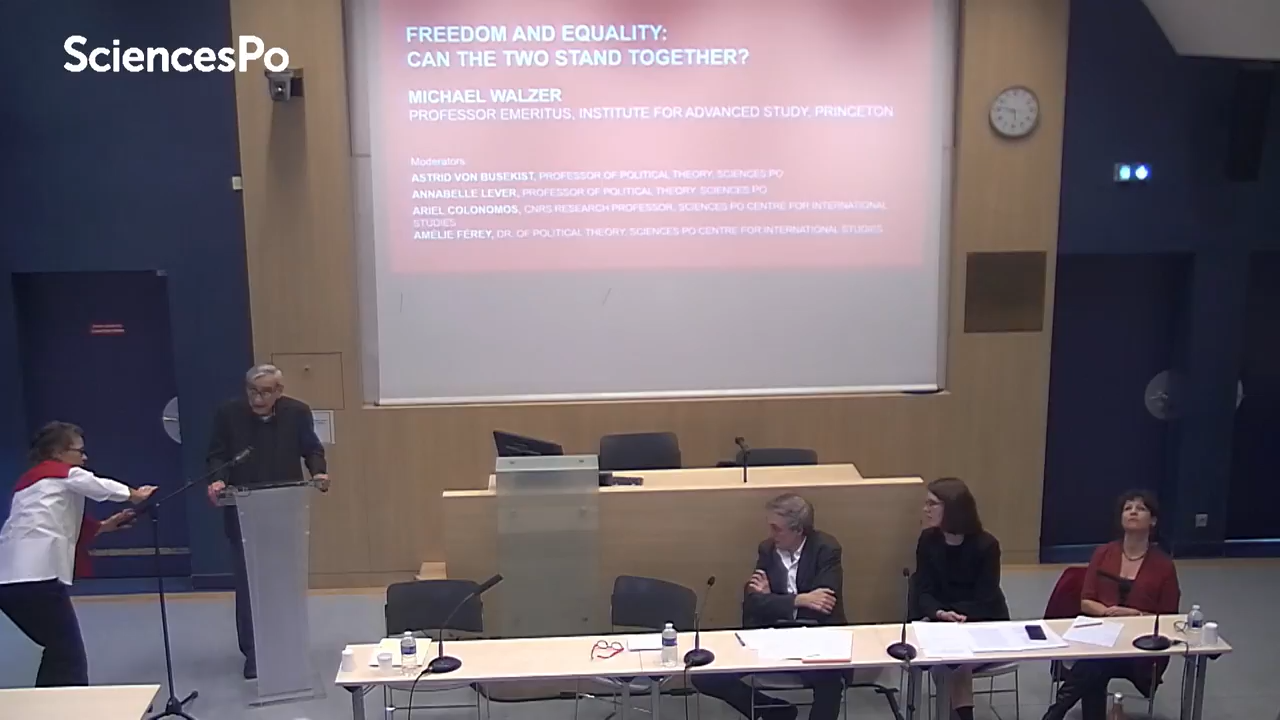 SciencesPo
FREEDOM AND EQUALITY:
CAN THE TWO STAND TOGETHER?
MICHAEL WALZER
PROFESSOR EMERITUS, INSTITUTE FOR ADVANCED STUDY, PRINCETON
Moderators
ASTRID VON BUSEKIST, PROFESSOR OF POLITICAL THEORY, SCIENCES PO
ANNABELLE LEVER, PROFESSOR OF POLITICAL THEORY, SCIENCES PO
ARIEL COLONOMOS, CNRS RESEARCH PROFESSOR, SCIENCES PO CENTRE FOR INTERNATIONAL
STUDIES
AMÉLIE FÉREY, DR. OF POLITICAL THEORY, SCIENCES PO CENTRE FOR INTERNATIONAL STUDIES